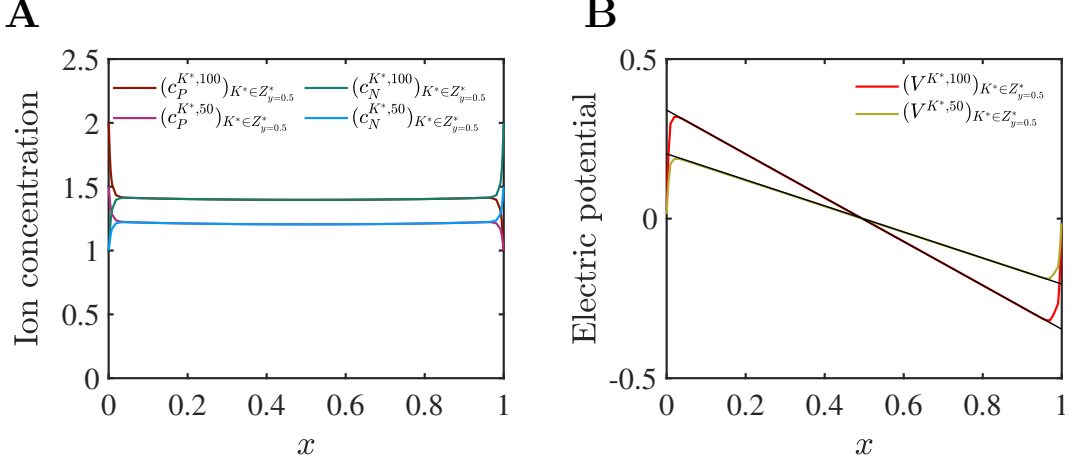 A
B
Ion concentration
2.5
2
1.5
1
0.5
0
(c_P^{K*,100})_{K*∈Z*_{y=0.5}} (c_N^{K*,100})_{K*∈Z*_{y=0.5}}
(c_P^{K*,50})_{K*∈Z*_{y=0.5}} (c_N^{K*,50})_{K*∈Z*_{y=0.5}}
0 0.2 0.4 0.6 0.8 1
x
Electric potential
0.5
0
-0.5
(V^{K*,100})_{K*∈Z*_{y=0.5}}
(V^{K*,50})_{K*∈Z*_{y=0.5}}
0 0.2 0.4 0.6 0.8 1
x